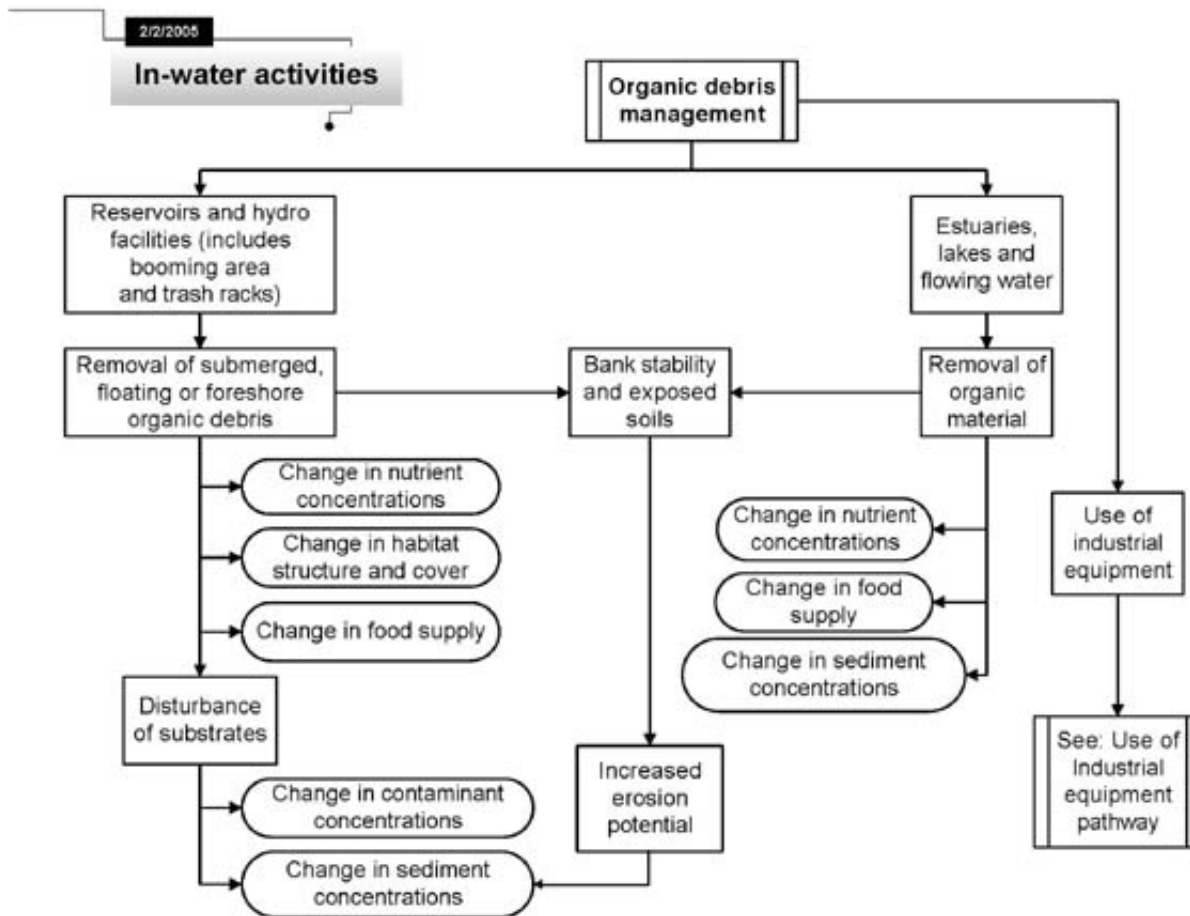 2/2/2005
In-water activities
Organic debris
management
Reservoirs and hydro
facilities (includes
booming area
and trash racks)
Estuaries,
lakes and
flowing water
Removal of submerged,
floating or foreshore
organic debris
Bank stability
and exposed
soils
Removal of
organic
material
Change in nutrient
concentrations
Change in habitat
structure and cover
Change in food supply
Change in nutrient
concentrations
Change in food
supply
Change in sediment
concentrations
Use of
industrial
equipment
Disturbance
of substrates
Change in contaminant
concentrations
Change in sediment
concentrations
Increased
erosion
potential
See: Use of
Industrial
equipment
pathway